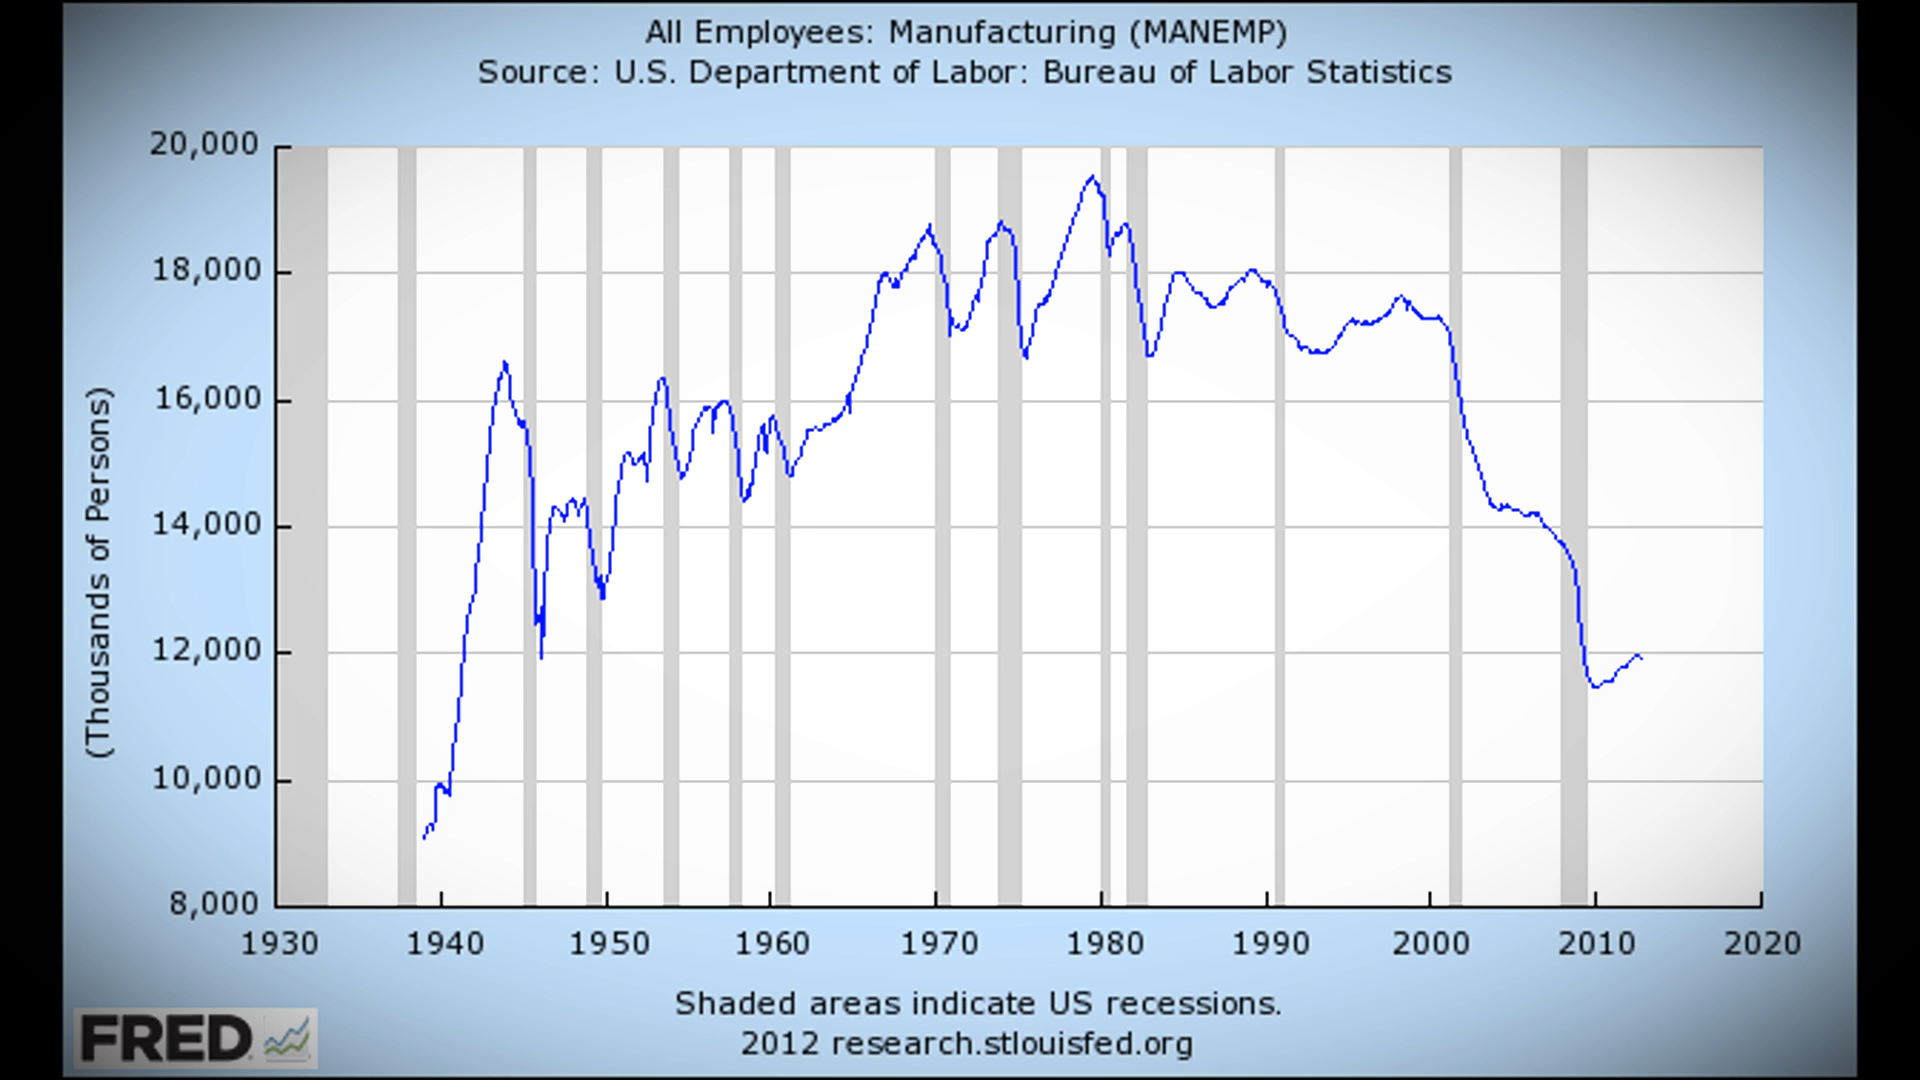 All Employees: Manufacturing (MANEMP)
Source: U.S. Department of Labor: Bureau of Labor Statistics
20,000
18,000
16,000
14,000
12,000
10,000
8,000
(Thousands of Persons)
1930 1940 1950 1960 1970 1980 1990 2000 2010 2020
Shaded areas indicate US recessions.
2012 research.stlouisfed.org
FRED